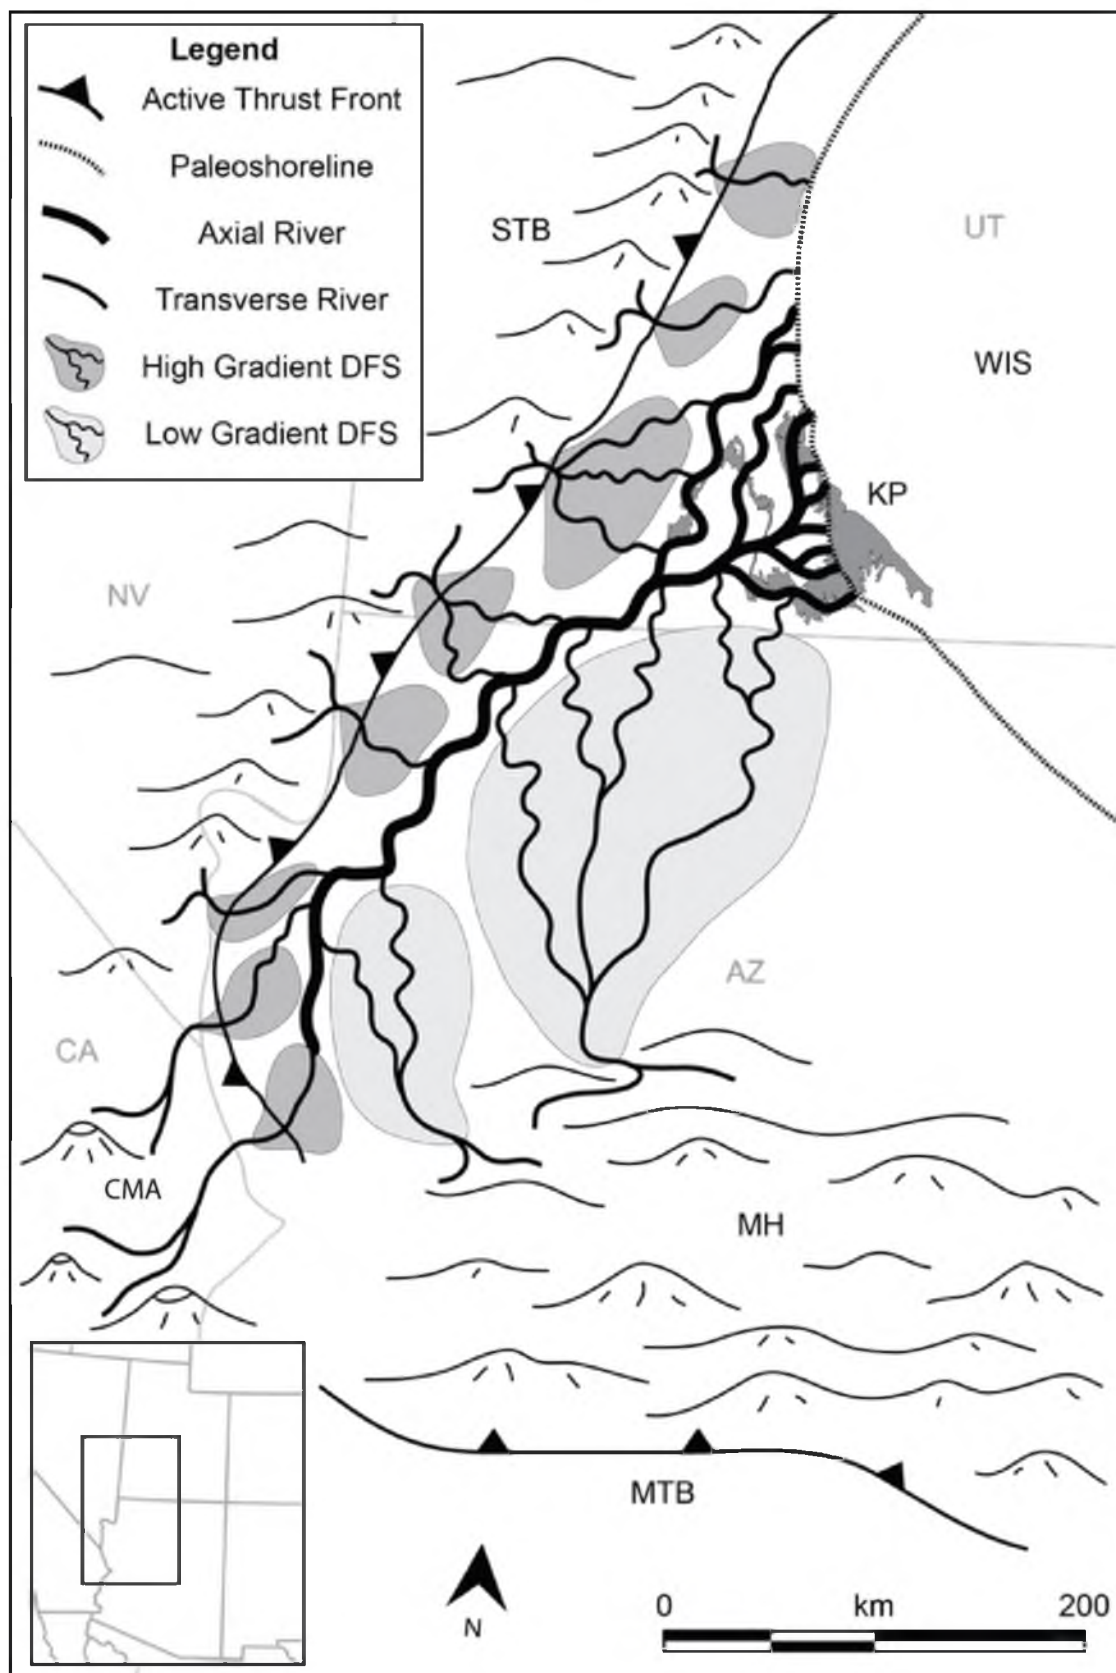 Legend
Active Thrust Front
Paleoshoreline
Axial River
Transverse River
High Gradient DFS
Low Gradient DFS
STB
UT
WIS
KP
NV
AZ
CA
CMA
MH
MTB
N
0 km 200